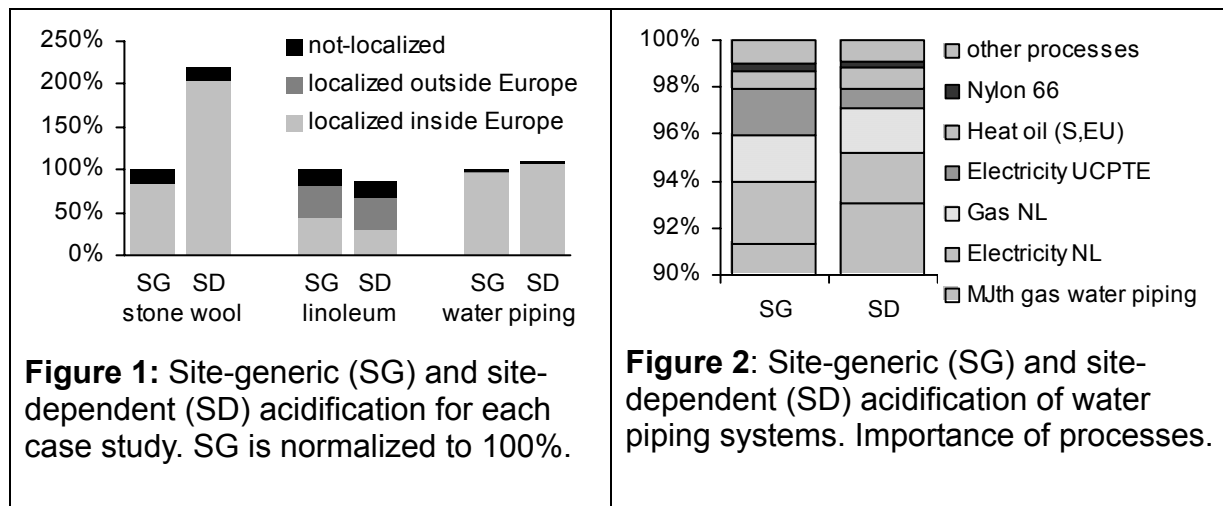 250%
200%
150%
100%
50%
0%
not-localized
localized outside Europe
localized inside Europe
SG SD SG SD SG SD
stone wool linoleum water piping
Figure 1: Site-generic (SG) and site-
dependent (SD) acidification for each
case study. SG is normalized to 100%.
100%
98%
96%
94%
92%
90%
SG SD
other processes
Nylon 66
Heat oil (S,EU)
Electricity UCPTE
Gas NL
Electricity NL
MJth gas water piping
Figure 2: Site-generic (SG) and site-
dependent (SD) acidification of water
piping systems. Importance of processes.